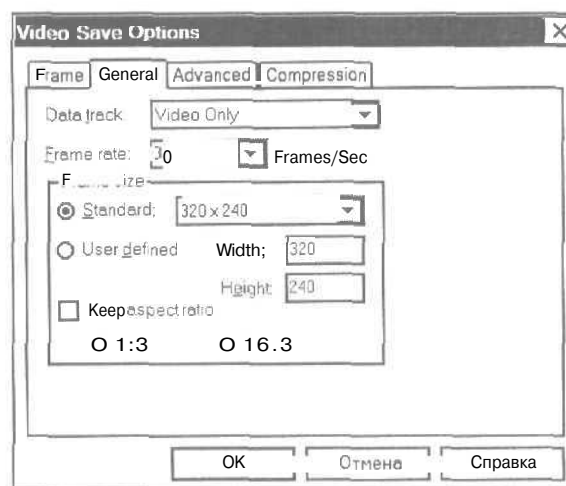 Video Save Options
Frame General Advanced Compression
Data track: Video Only
Frame rate: 30 Frames/Sec
Standard; 320 x 240
User defined Width; 320
Height: 240
Keep aspect ratio
O 1:3 O 16.3
OK Отмена Справка